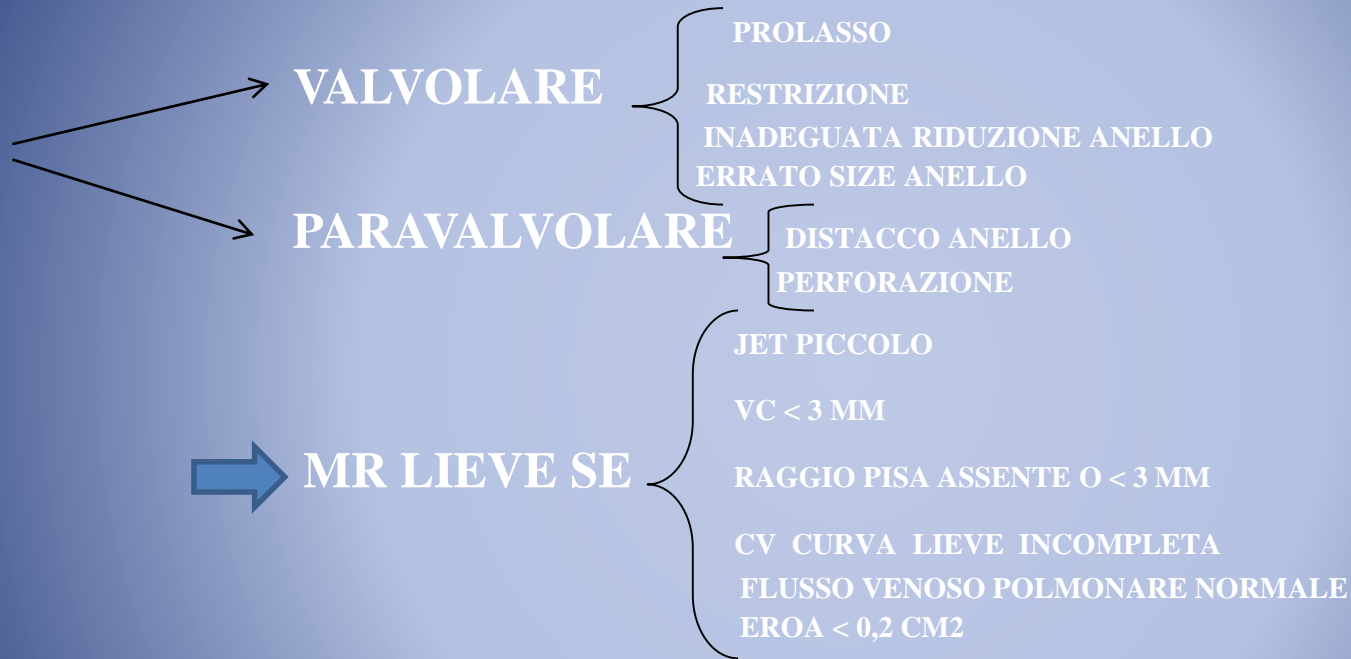 VALVOLARE
PROLASSO
RESTRIZIONE
INADEGUATA RIDUZIONE ANELLO
ERRATO SIZE ANELLO
PARAVALVOLARE
DISTACCO ANELLO
PERFORAZIONE
MR LIEVE SE
JET PICCOLO
VC < 3 MM
RAGGIO PISA ASSENTE O < 3 MM
CV CURVA LIEVE INCOMPLETA
FLUSSO VENOSO POLMONARE NORMALE
EROA < 0,2 CM2